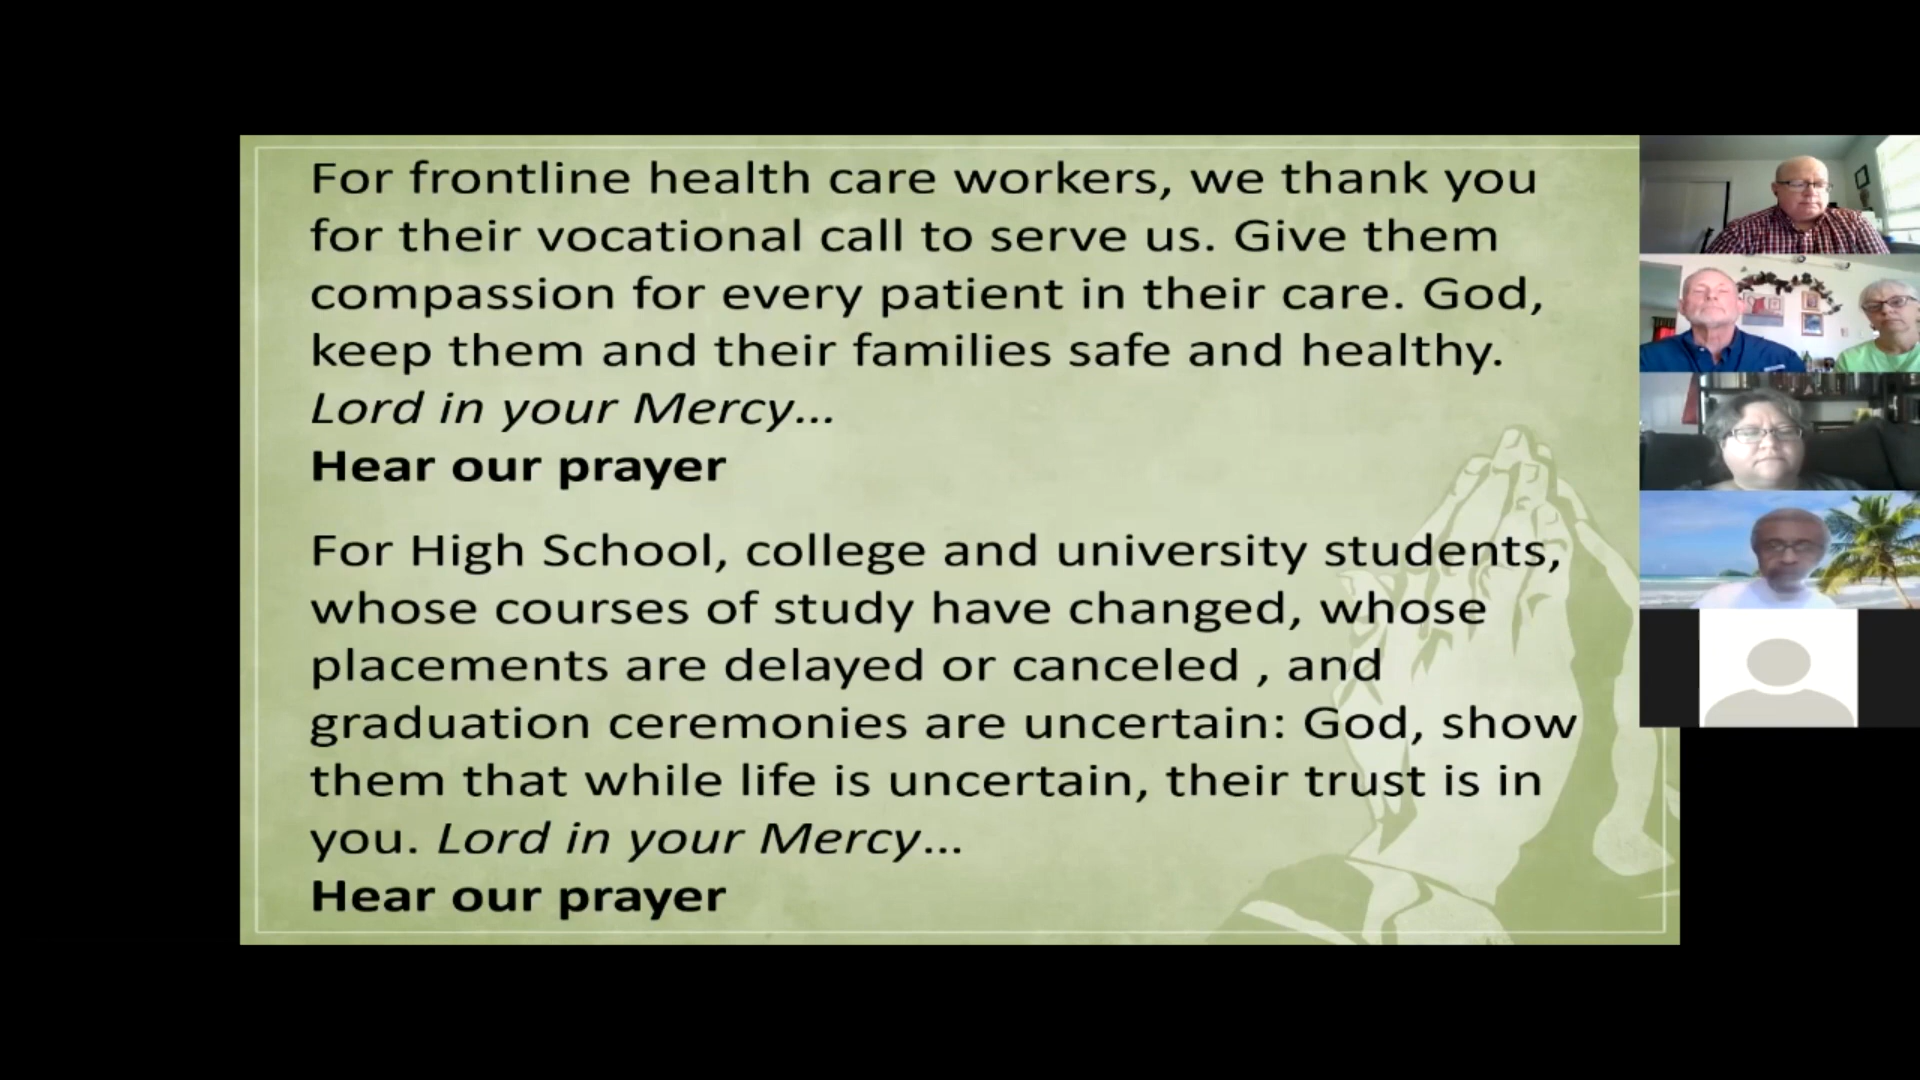 For frontline health care workers, we thank you
for their vocational call to serve us. Give them
compassion for every patient in their care. God,
keep them and their families safe and healthy.
Lord in your Mercy...
Hear our prayer
For High School, college and university students,
whose courses of study have changed, whose
placements are delayed or canceled , and
graduation ceremonies are uncertain: God, show
them that while life is uncertain, their trust is in
you. Lord in your Mercy...
Hear our prayer